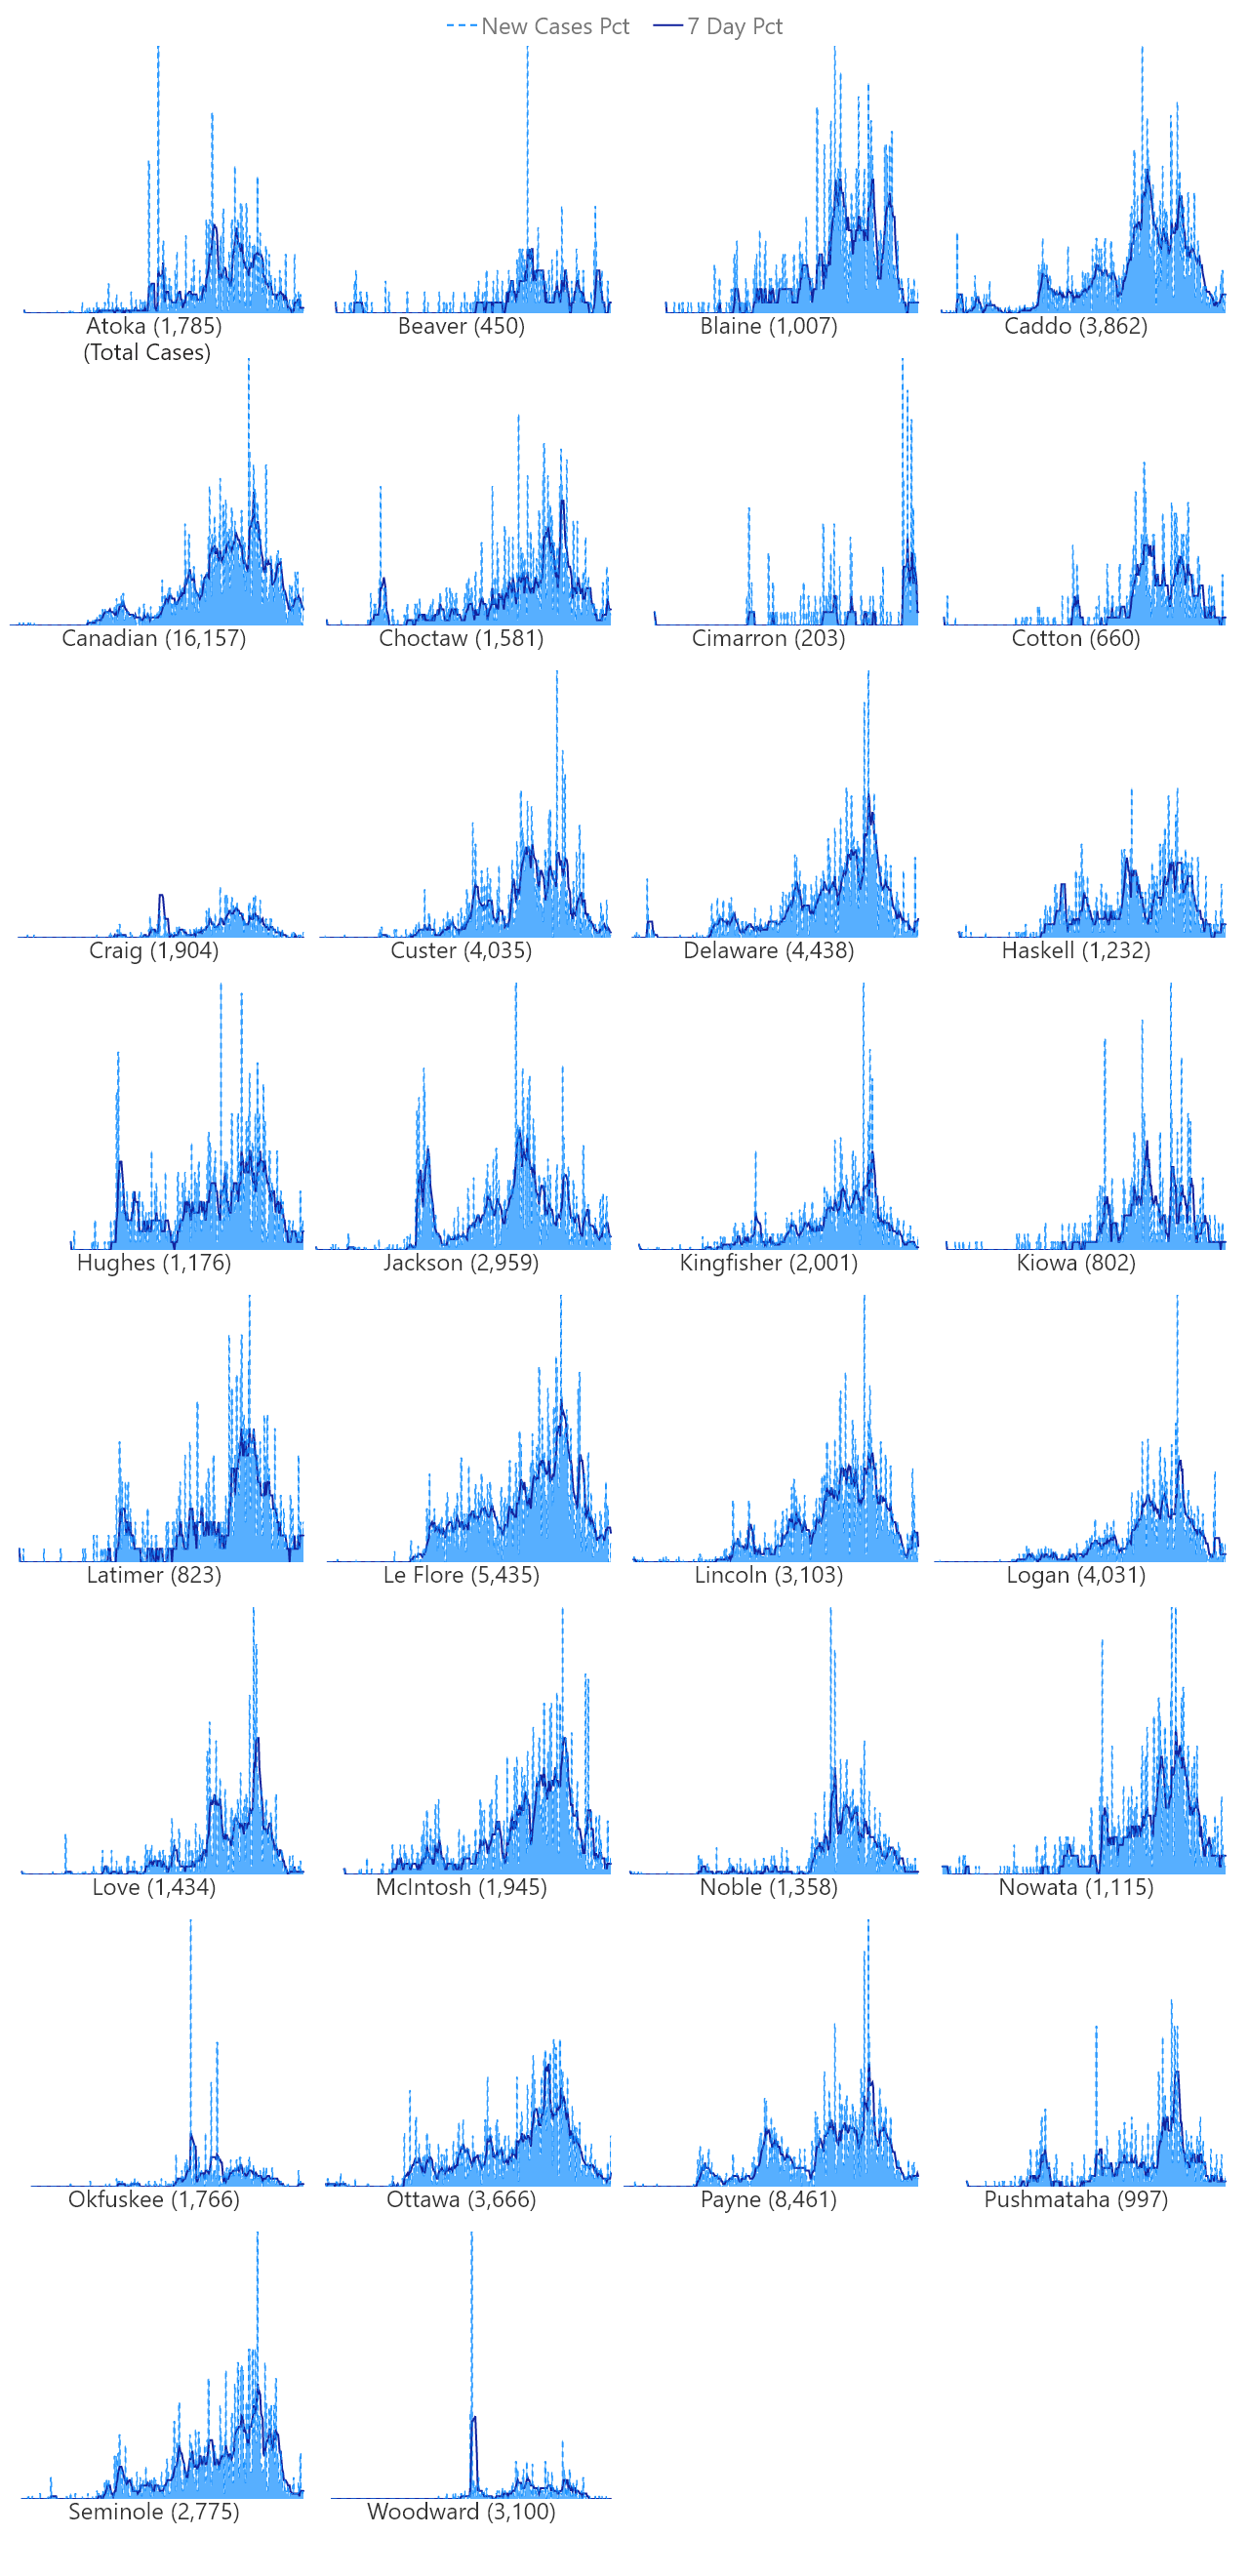 New Cases Pct 7 Day Pct
Atoka (1,785) Beaver (450) Blaine (1,007) Caddo (3,862)
(Total Cases)
Canadian (16,157) Choctaw (1,581) Cimarron (203) Cotton (660)
Craig (1,904) Custer (4,035) Delaware (4,438) Haskell (1,232)
Hughes (1,176) Jackson (2,959) Kingfisher (2,001) Kiowa (802)
Latimer (823) Le Flore (5,435) Lincoln (3,103) Logan (4,031)
Love (1,434) McIntosh (1,945) Noble (1,358) Nowata (1,115)
Okfuskee (1,766) Ottawa (3,666) Payne (8,461) Pushmataha (997)
Seminole (2,775) Woodward (3,100)